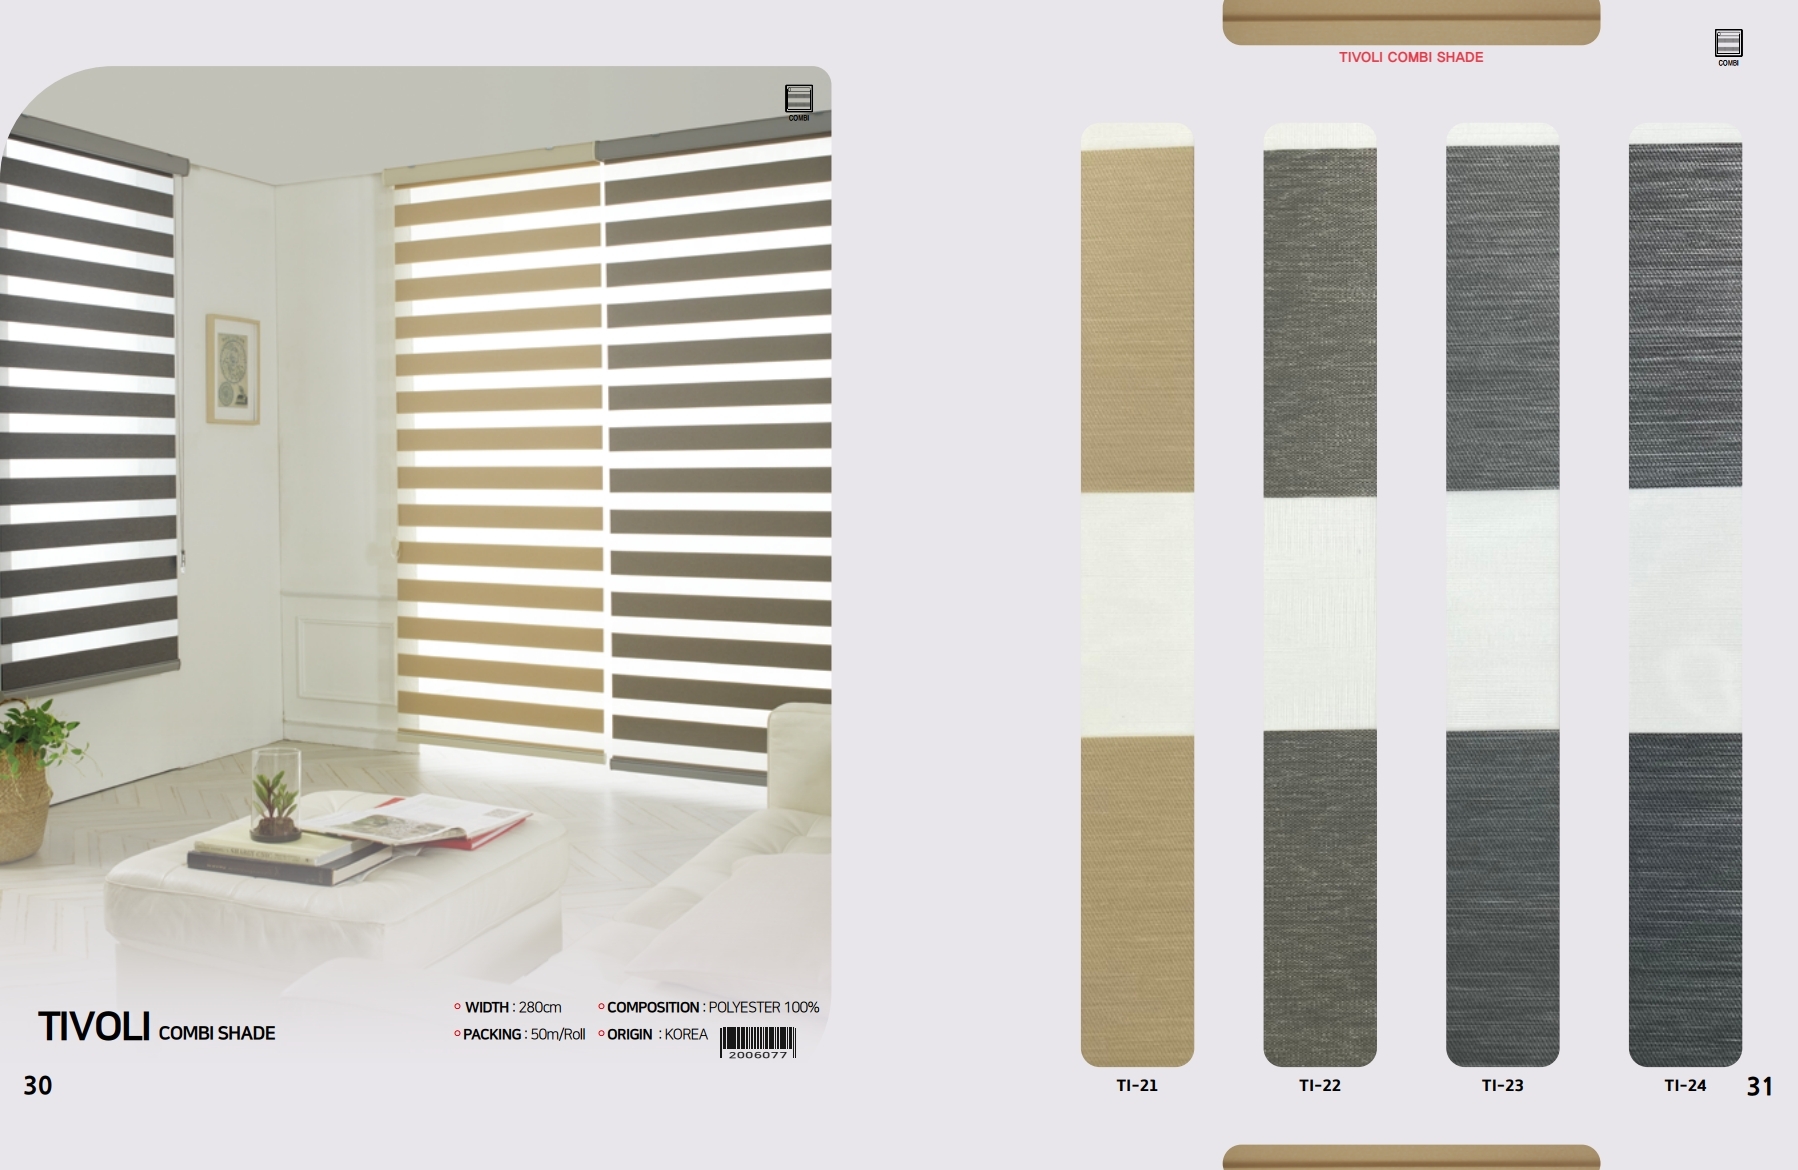 COMBI
TIVOLI COMBI SHADE
WIDTH : 280cm
COMPOSITION : POLYESTER 100%
PACKING : 50m/Roll
ORIGIN : KOREA
2006077
30
TIVOLI COMBI SHADE
COMBI
TI-21
TI-22
TI-23
TI-24
31